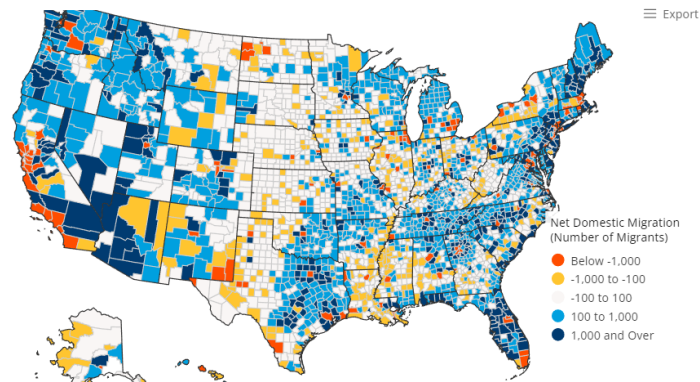 Export
Net Domestic Migration
(Number of Migrants)
Below -1,000
-1,000 to -100
-100 to 100
100 to 1,000
1,000 and Over